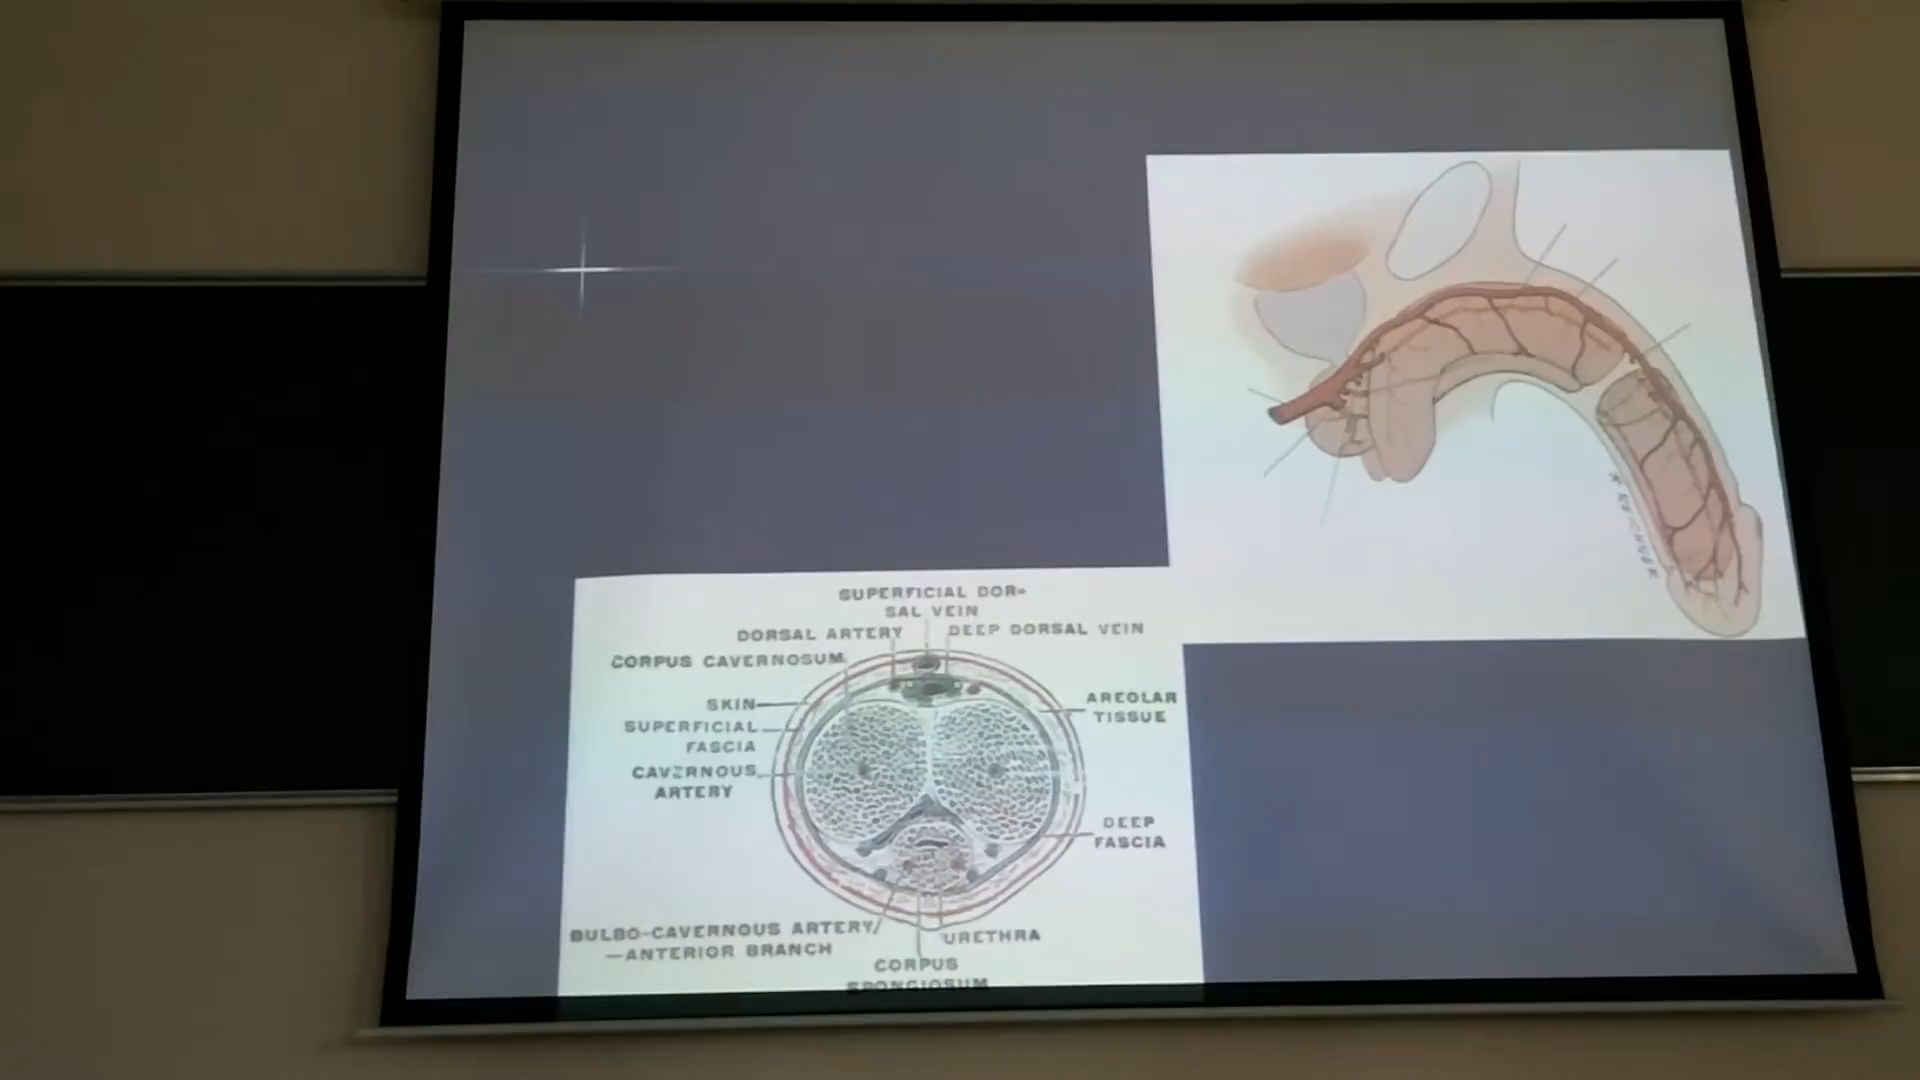 SUPERFICIAL DOR-
SAL VEIN
DORSAL ARTERY
DEEP DORSAL VEIN
CORPUS CAVERNOSUM
SKIN
AREOLAR
TISSUE
SUPERFICIAL
FASCIA
CAVERNOUS
ARTERY
DEEP
FASCIA
BULBO-CAVERNOUS ARTERY
—ANTERIOR BRANCH
URETHRA
CORPUS
SPONGIOSUM